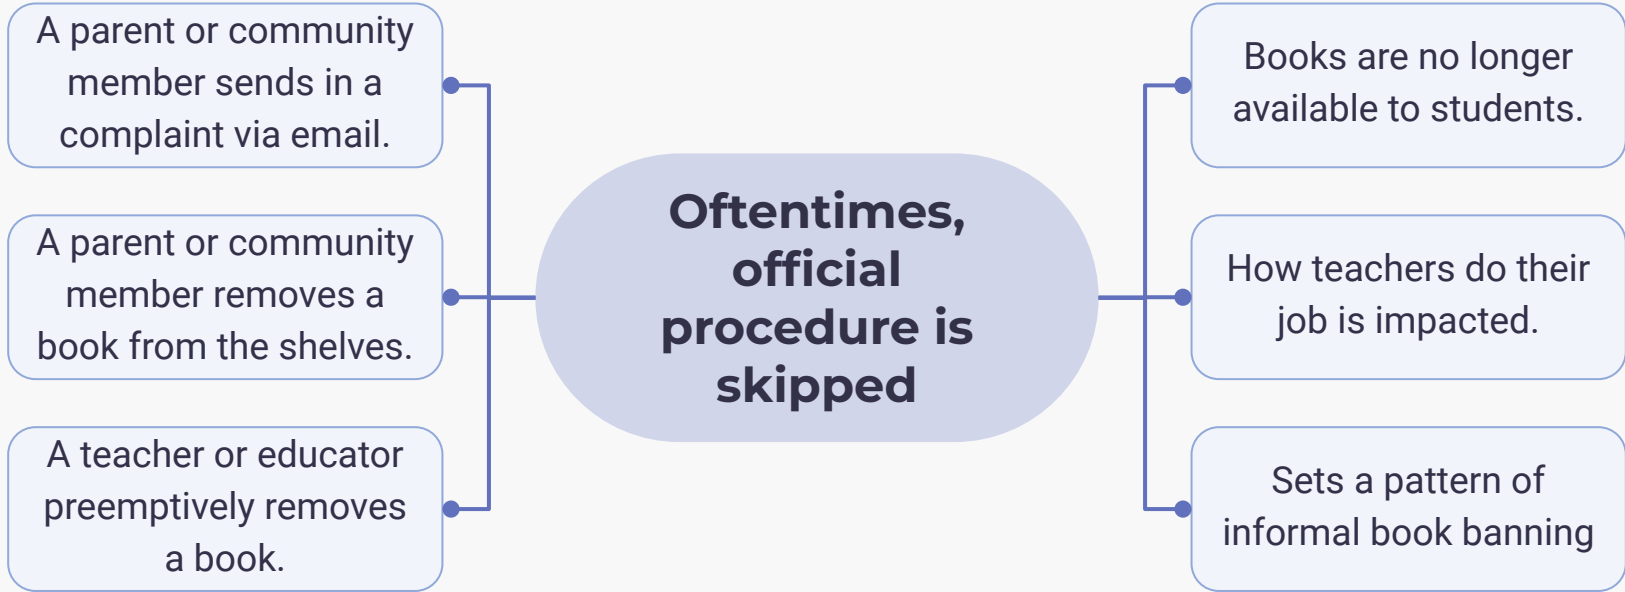 A parent or community
member sends in a
complaint via email.
A parent or community
member removes a
book from the shelves.
A teacher or educator
preemptively removes
a book.
Oftentimes,
official
procedure is
skipped
Books are no longer
available to students.
How teachers do their
job is impacted.
Sets a pattern of
informal book banning